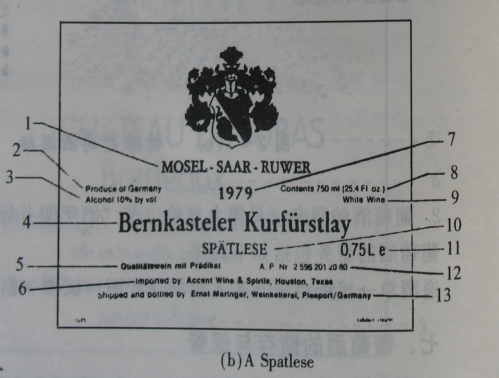 1
MOSEL - SAAR - RUWER
7
2
Produce of Germany
1979
Contents 750 ml (25.4 Fl oz)
8
3
Alcohol 10% by vol
White Wine
9
4
Bernkasteler Kurfürstlay
10
SPÄTLESE
0,75L e
11
5
Qualitätswein mit Prädikat
A. P. Nr 2 596 201 20 80
12
6
Imported by: Accent Wine & Spirits, Houston, Texas
Shipped and bottled by Ernst Maringer, Weinkellerei, Piesport/Germany
13
(b)A Spatlese